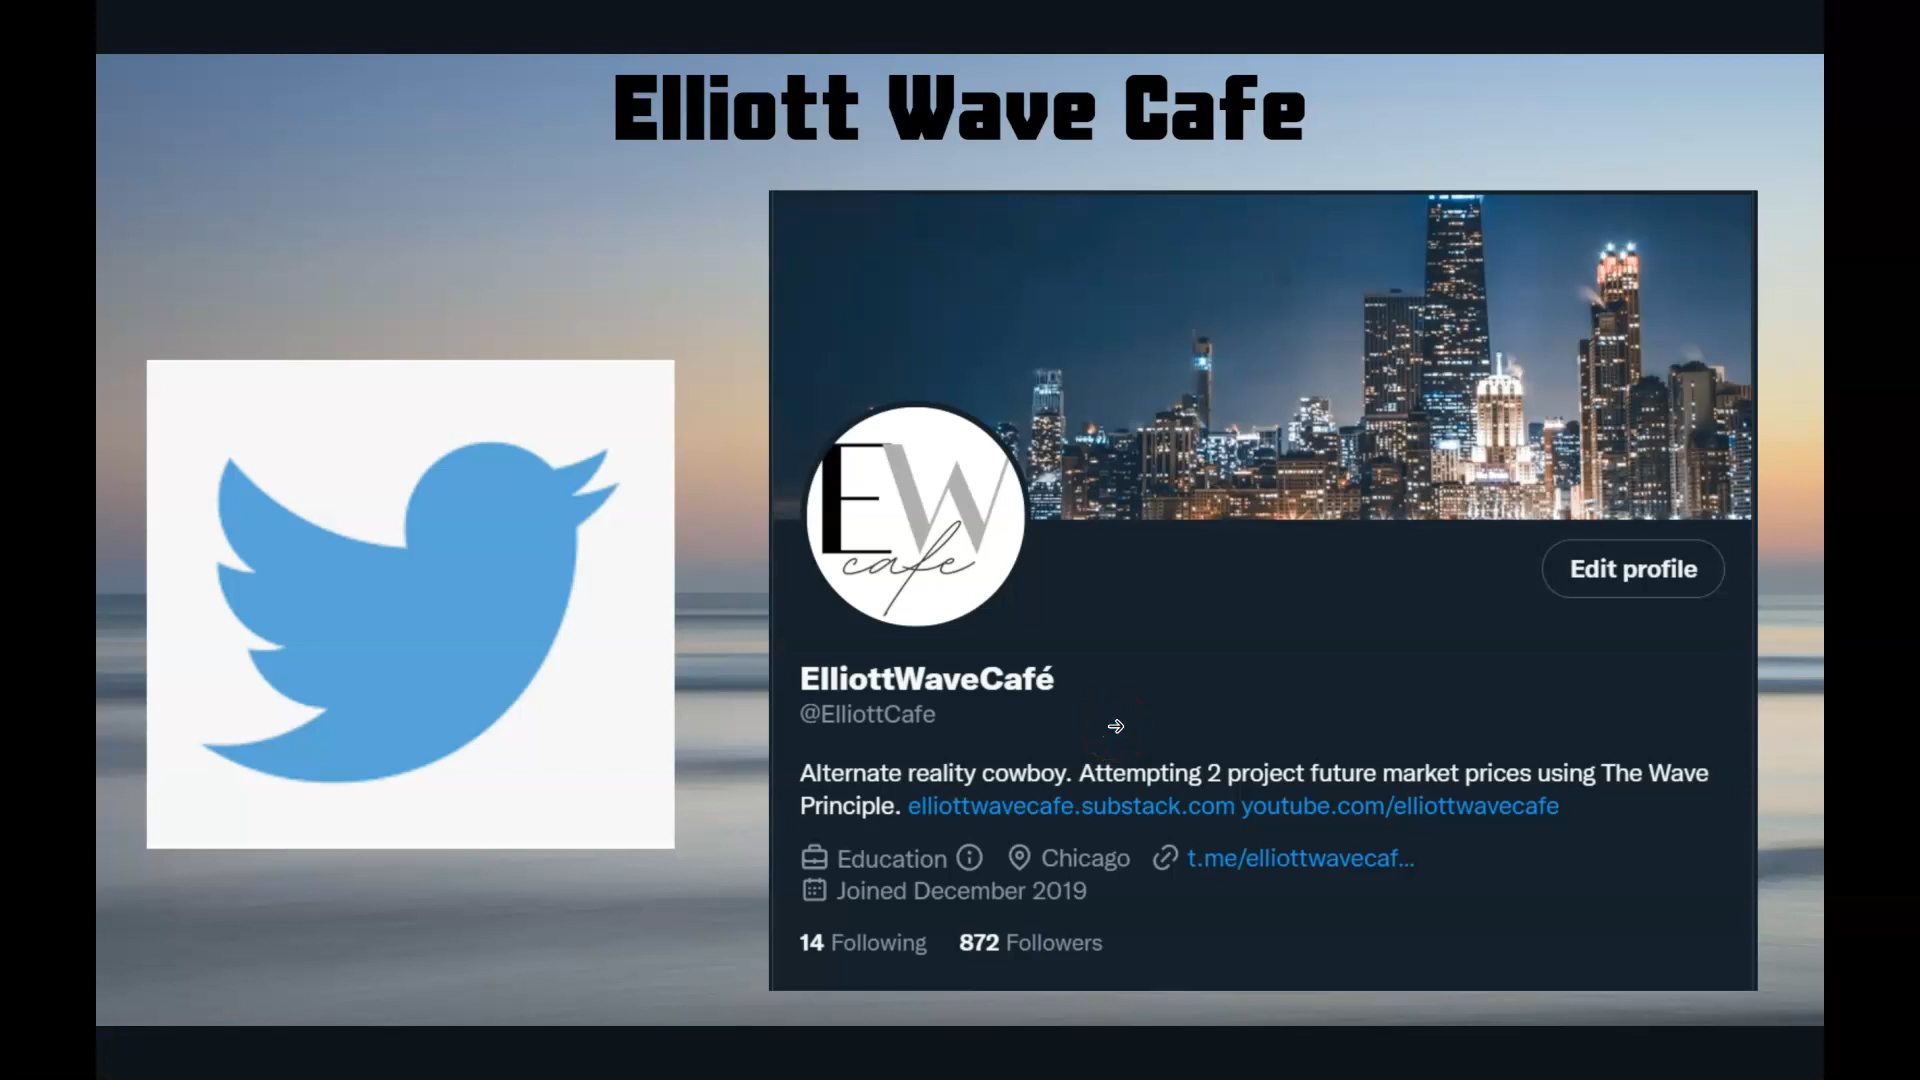 Elliott Wave Cafe
EW
cafe
Edit profile
ElliottWaveCafé
@ElliottCafe
Alternate reality cowboy. Attempting 2 project future market prices using The Wave
Principle. elliottwavecafe.substack.com youtube.com/elliottwavecafe
Education Chicago t.me/elliottwavecaf...
Joined December 2019
14 Following 872 Followers